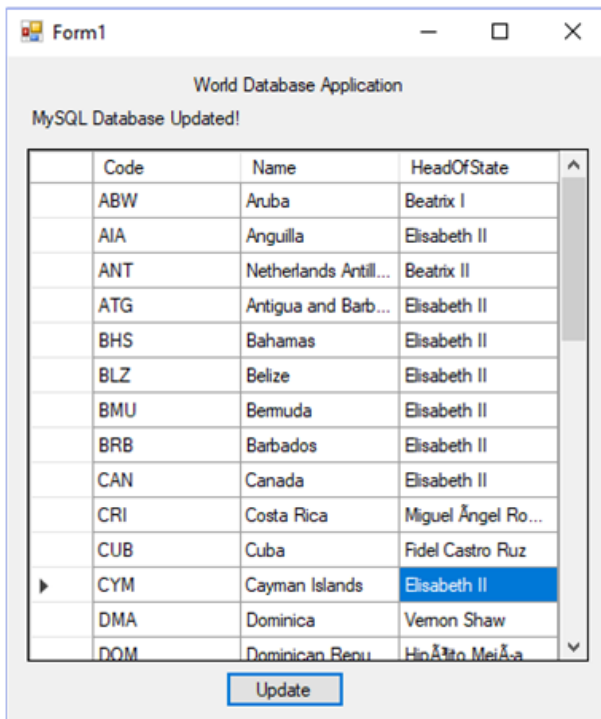 Form1
World Database Application
MySQL Database Updated!
Code Name HeadOfState
ABW Aruba Beatrix I
AIA Anguilla Elisabeth II
ANT Netherlands Antill... Beatrix II
ATG Antigua and Barb... Elisabeth II
BHS Bahamas Elisabeth II
BLZ Belize Elisabeth II
BMU Bermuda Elisabeth II
BRB Barbados Elisabeth II
CAN Canada Elisabeth II
CRI Costa Rica Miguel Ãngel Ro...
CUB Cuba Fidel Castro Ruz
CYM Cayman Islands Elisabeth II
DMA Dominica Vernon Shaw
DOM Dominican Repu
Update